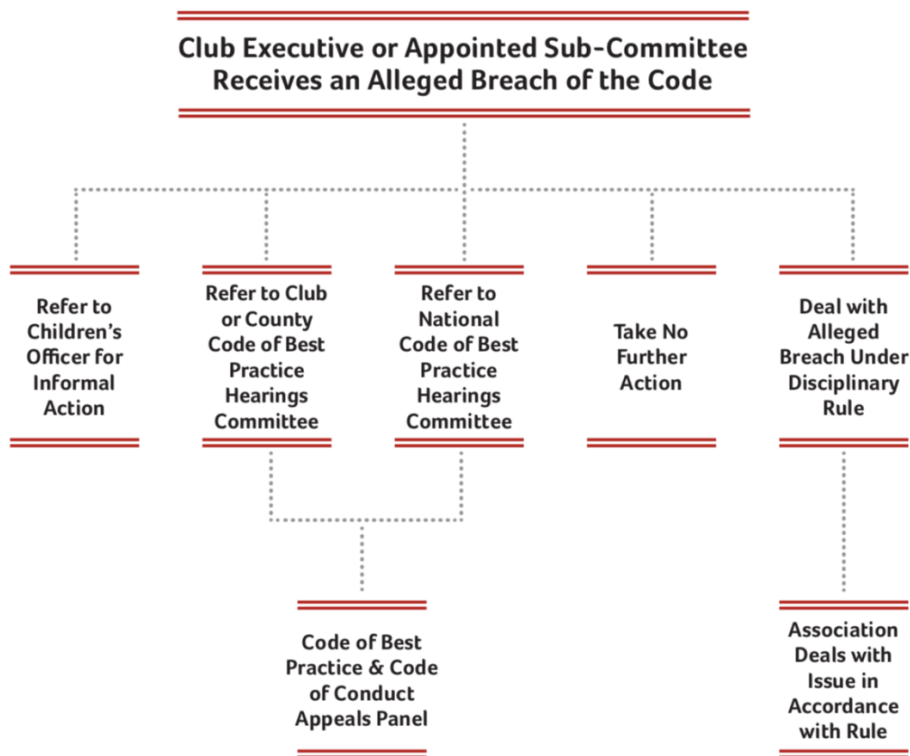 Club Executive or Appointed Sub-Committee
Receives an Alleged Breach of the Code
Refer to
Children's
Officer for
Informal
Action
Refer to Club
or County
Code of Best
Practice
Hearings
Committee
Refer to
National
Code of Best
Practice
Hearings
Committee
Take No
Further
Action
Deal with
Alleged
Breach Under
Disciplinary
Rule
Code of Best
Practice & Code
of Conduct
Appeals Panel
Association
Deals with
Issue in
Accordance
with Rule